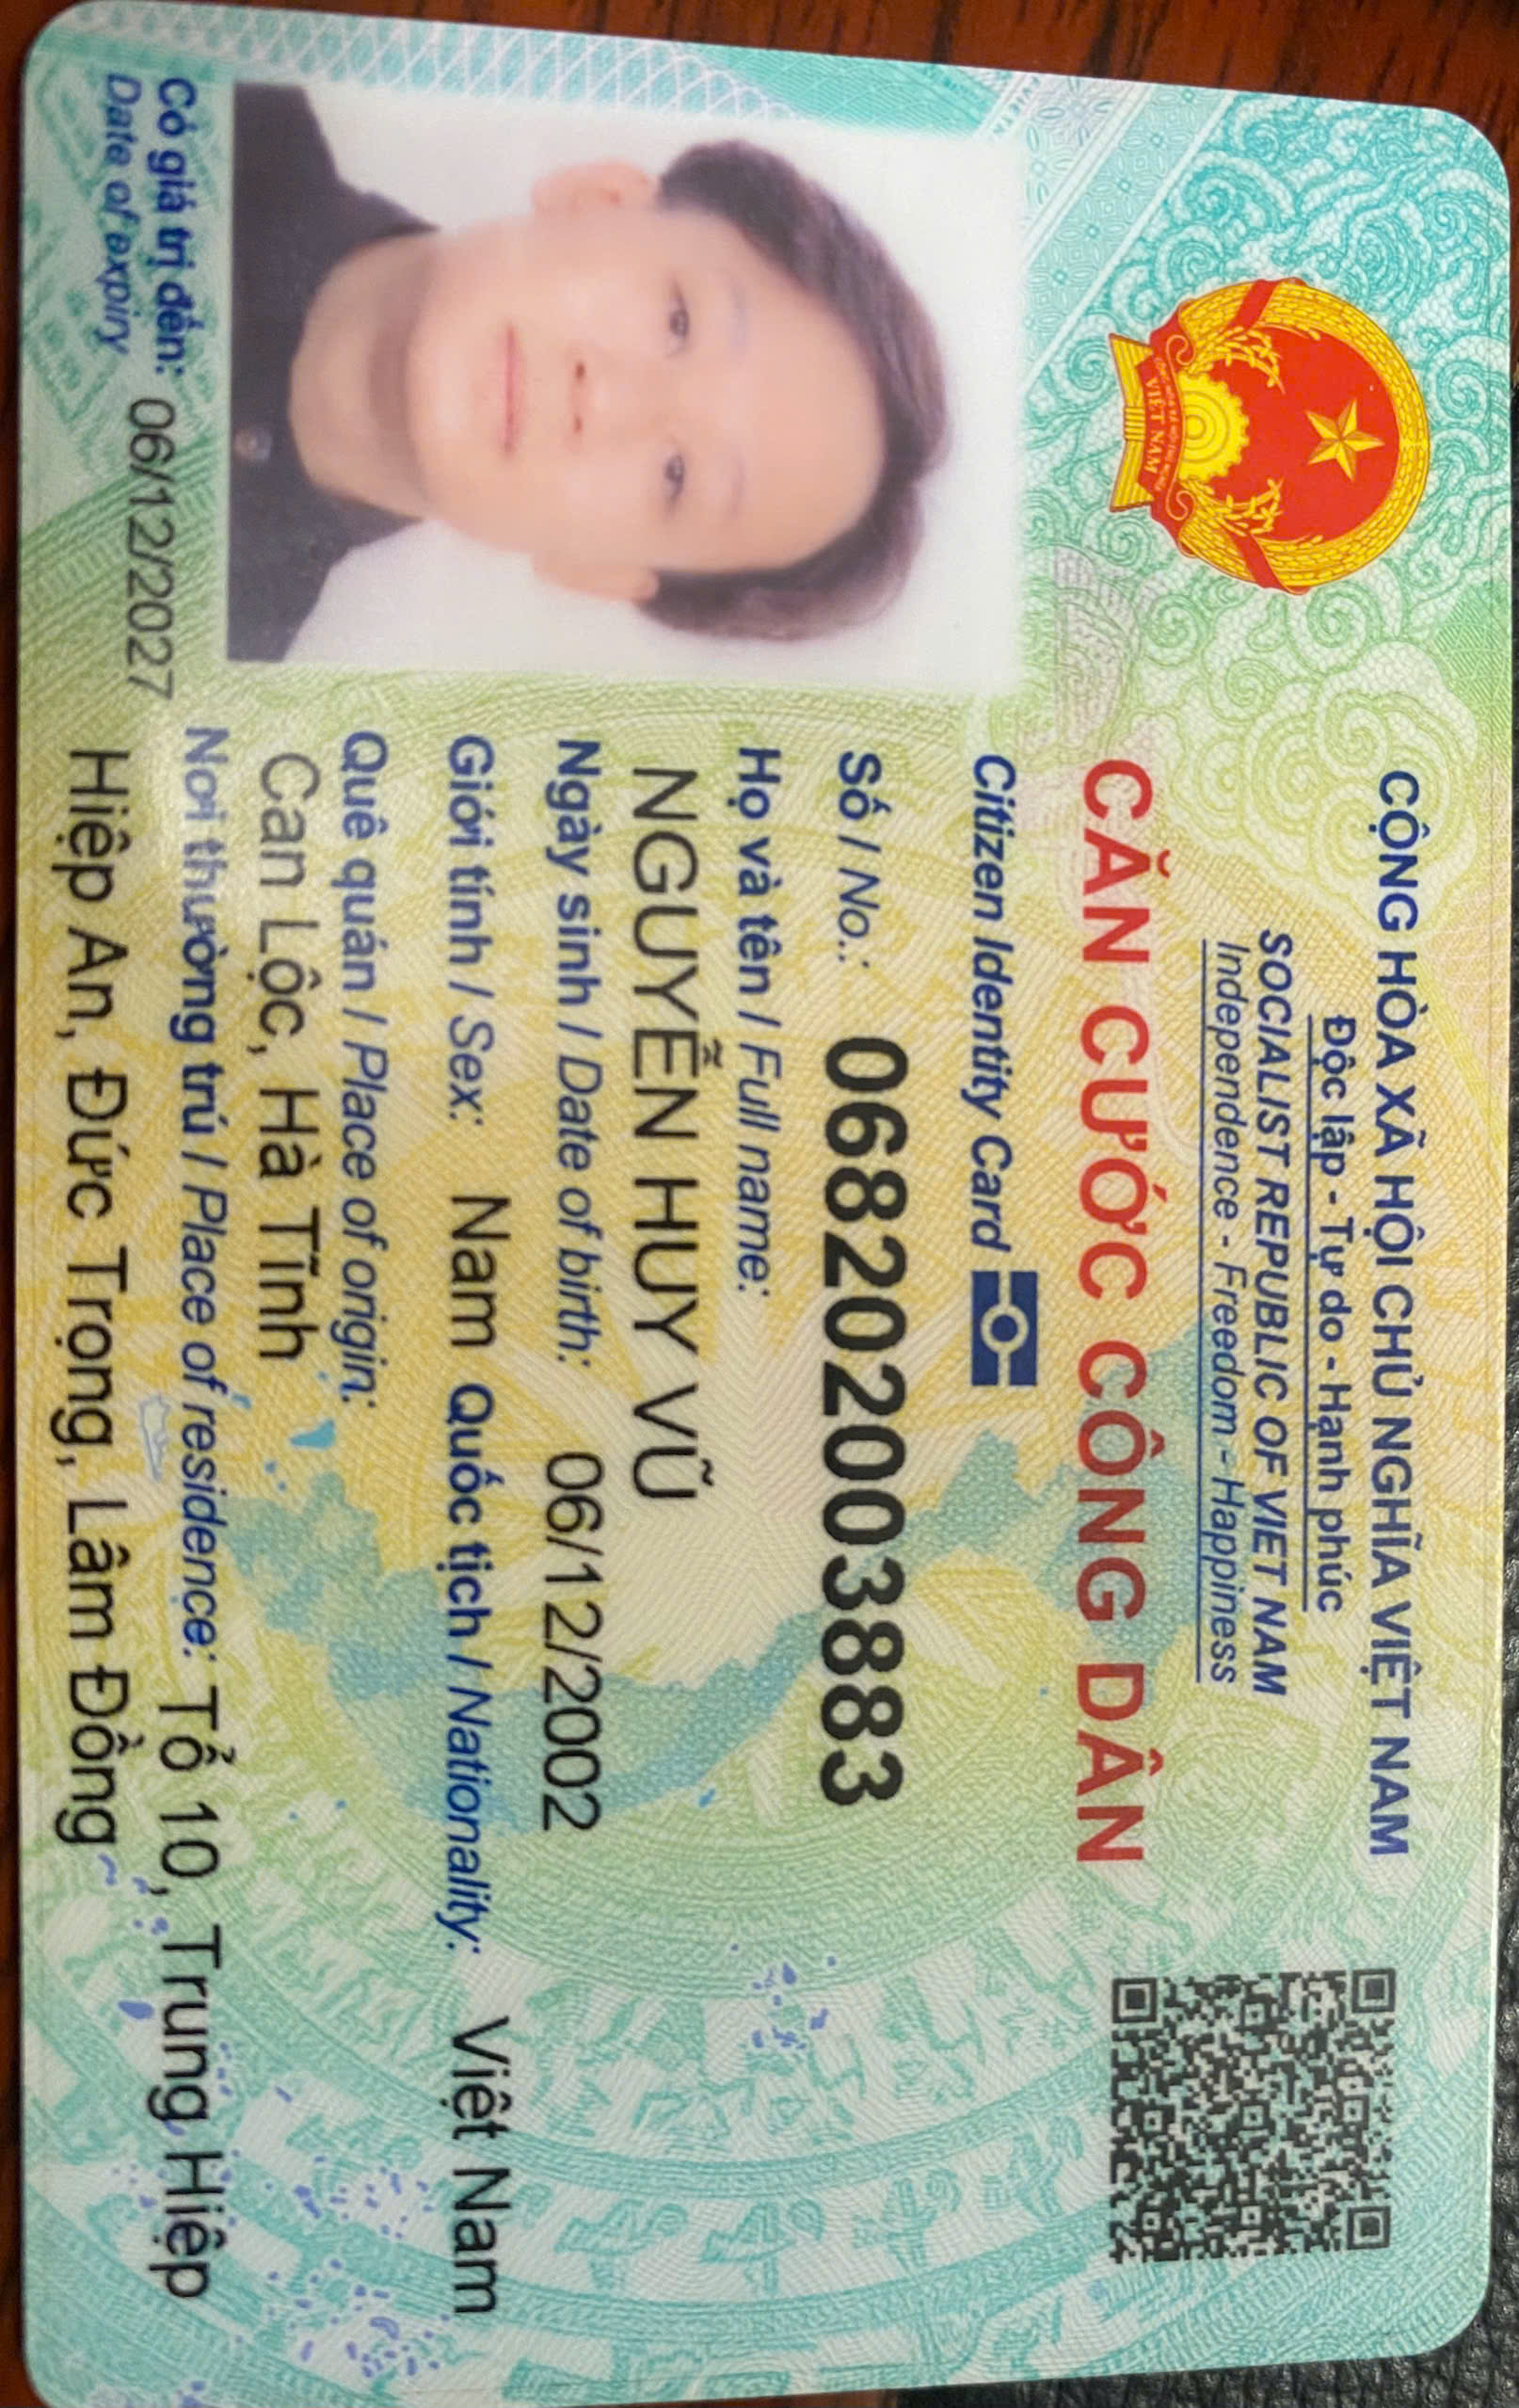 CỘNG HÒA XÃ HỘI CHỦ NGHĨA VIỆT NAM
Độc lập - Tự do - Hạnh phúc
SOCIALIST REPUBLIC OF VIET NAM
Independence - Freedom - Happiness
CĂN CƯỚC CÔNG DÂN
Citizen Identity Card
Số / No.: 068202003883
Họ và tên / Full name:
NGUYỄN HUY VŨ
Ngày sinh / Date of birth: 06/12/2002
Giới tính / Sex: Nam Quốc tịch / Nationality: Việt Nam
Quê quán / Place of origin:
Can Lộc, Hà Tĩnh
Nơi thường trú / Place of residence: Tổ 10, Trung Hiệp
Hiệp An, Đức Trọng, Lâm Đồng
Có giá trị đến: 06/12/2027
Date of expiry
VIỆT NAM